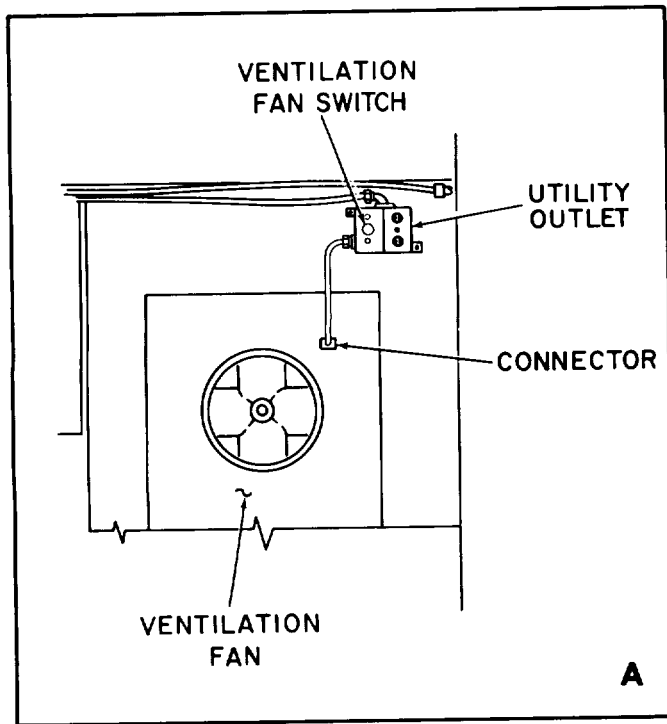 VENTILATION
FAN SWITCH
UTILITY
OUTLET
CONNECTOR
VENTILATION
FAN
A